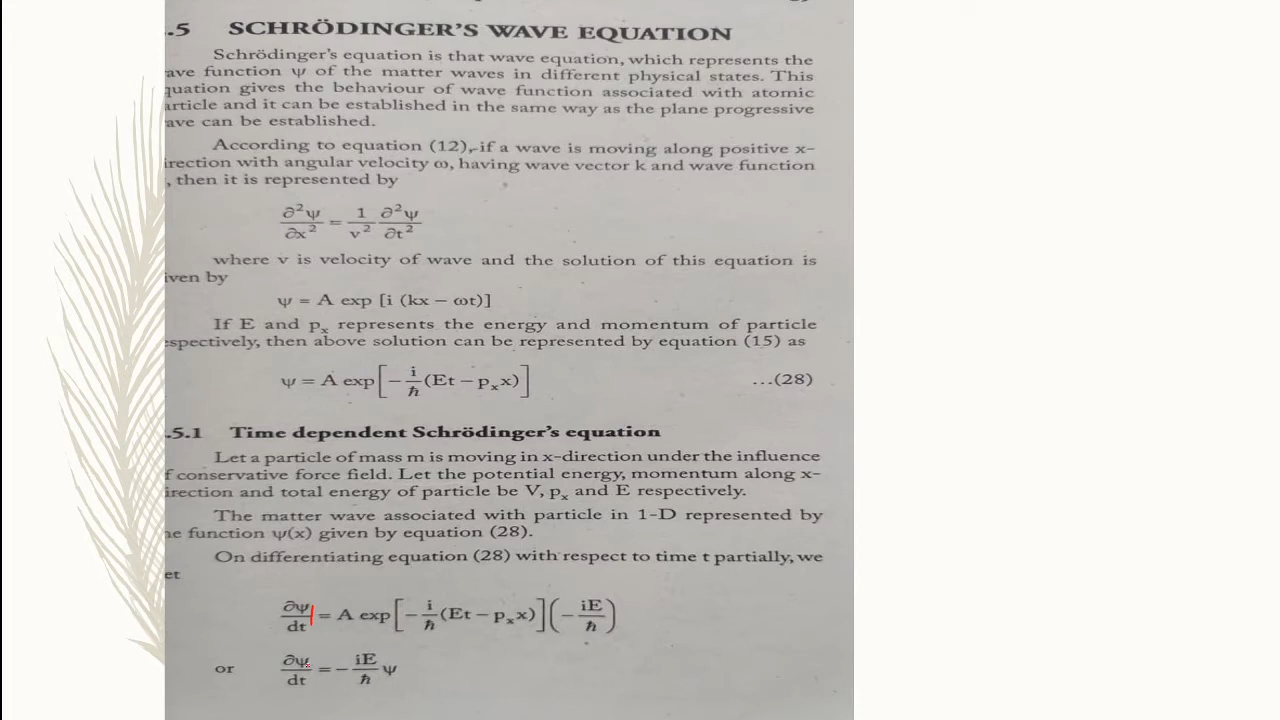 .5 SCHRÖDINGER'S WAVE EQUATION
Schrödinger's equation is that wave equation, which represents the
ave function ψ of the matter waves in different physical states. This
quation gives the behaviour of wave function associated with atomic
article and it can be established in the same way as the plane progressive
ave can be established.
According to equation (12), if a wave is moving along positive x-
irection with angular velocity ω, having wave vector k and wave function
, then it is represented by
∂²ψ/∂x² = 1/v² ∂²ψ/∂t²
where v is velocity of wave and the solution of this equation is
iven by
ψ = A exp [i (kx – ωt)]
If E and pₓ represents the energy and momentum of particle
espectively, then above solution can be represented by equation (15) as
ψ = A exp[– i/ħ (Et – pₓx)] ...(28)
.5.1 Time dependent Schrödinger's equation
Let a particle of mass m is moving in x-direction under the influence
f conservative force field. Let the potential energy, momentum along x-
irection and total energy of particle be V, pₓ and E respectively.
The matter wave associated with particle in 1-D represented by
he function ψ(x) given by equation (28).
On differentiating equation (28) with respect to time t partially, we
et
∂ψ/dt = A exp[– i/ħ (Et – pₓx)](– iE/ħ)
or ∂ψ/dt = – iE/ħ ψ